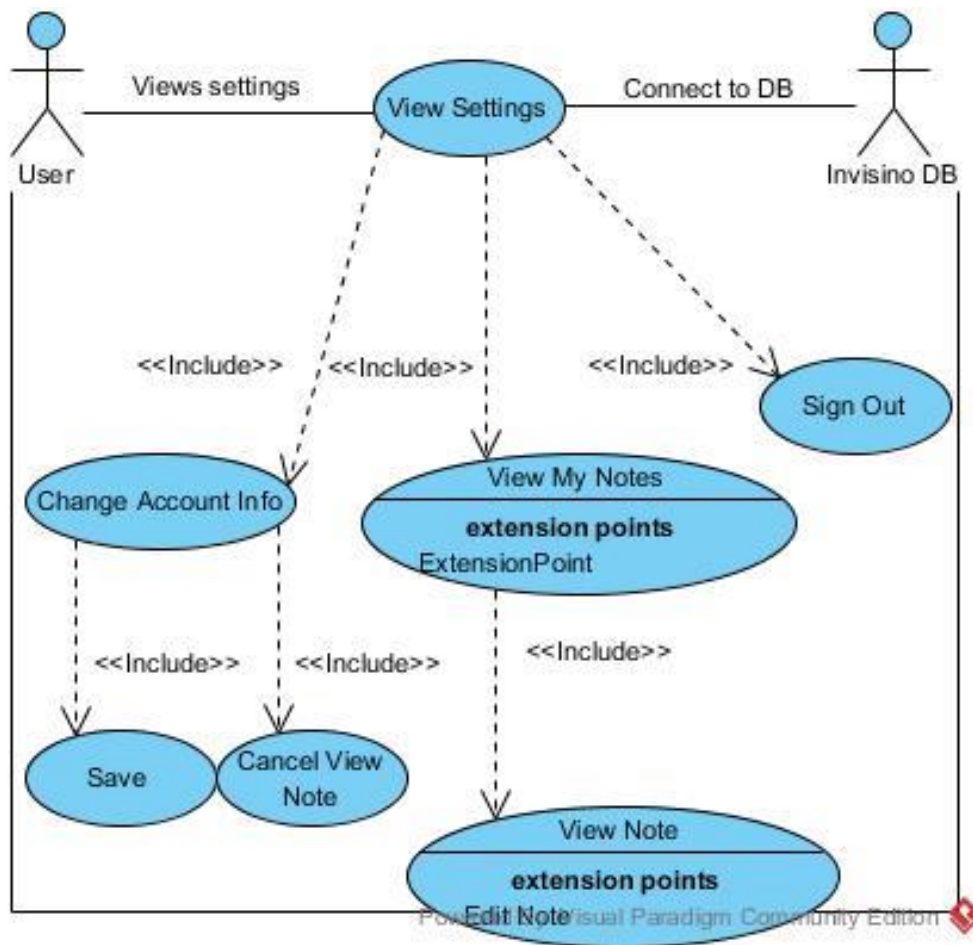 Views settings
View Settings
Connect to DB
User
Invisino DB
<<Include>>
<<Include>>
<<Include>>
Sign Out
Change Account Info
View My Notes
extension points
ExtensionPoint
<<Include>>
<<Include>>
<<Include>>
Save
Cancel View
Note
View Note
extension points
Edit Note
Powered by Visual Paradigm Community Edition